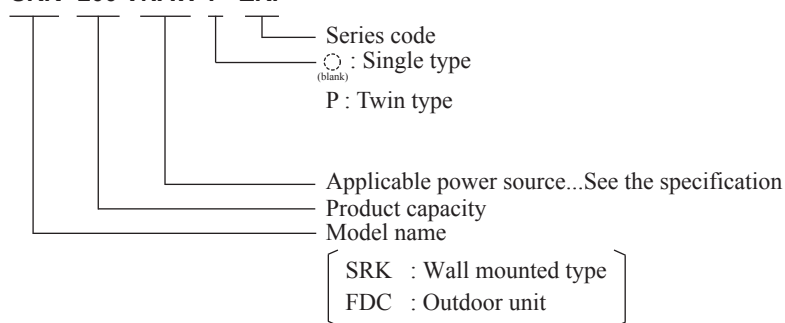 Series code
: Single type
(blank)
P : Twin type
Applicable power source...See the specification
Product capacity
Model name
SRK : Wall mounted type
FDC : Outdoor unit